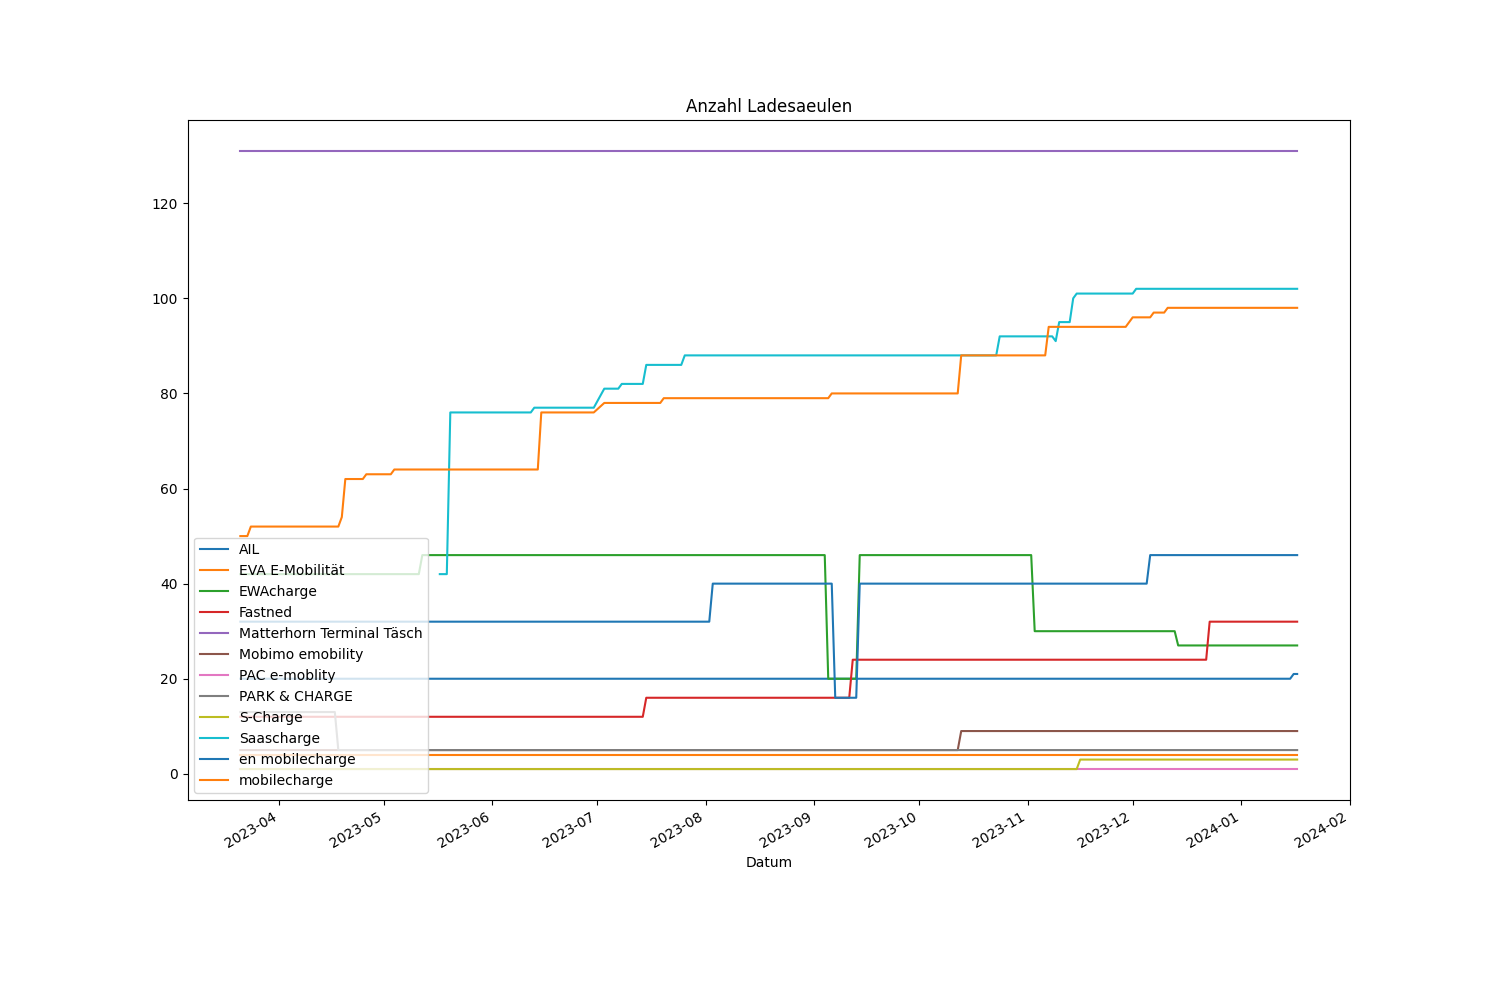 Anzahl Ladesaeulen
120
100
80
60
40
20
0
AIL
EVA E-Mobilität
EWAcharge
Fastned
Matterhorn Terminal Täsch
Mobimo emobility
PAC e-moblity
PARK & CHARGE
S-Charge
Saascharge
en mobilecharge
mobilecharge
2023-04
2023-05
2023-06
2023-07
2023-08
2023-09
2023-10
2023-11
2023-12
2024-01
2024-02
Datum